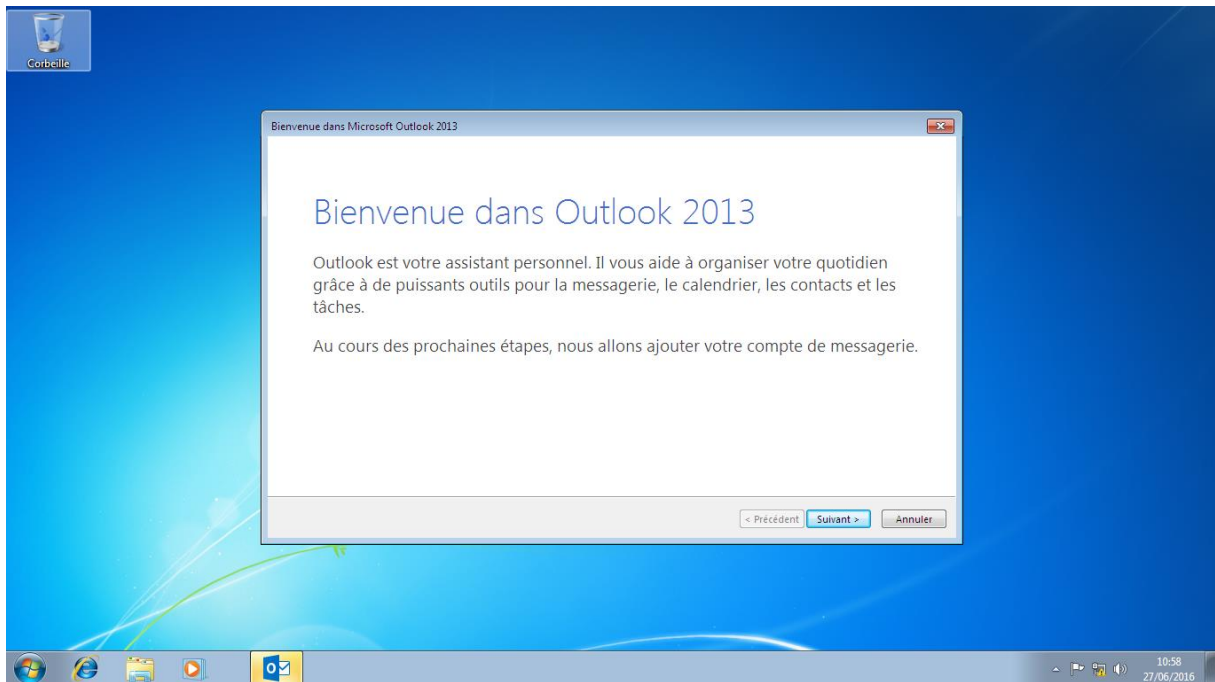 Corbeille
Bienvenue dans Microsoft Outlook 2013
Bienvenue dans Outlook 2013
Outlook est votre assistant personnel. Il vous aide à organiser votre quotidien
grâce à de puissants outils pour la messagerie, le calendrier, les contacts et les
tâches.
Au cours des prochaines étapes, nous allons ajouter votre compte de messagerie.
< Précédent Suivant > Annuler
10:58
27/06/2016